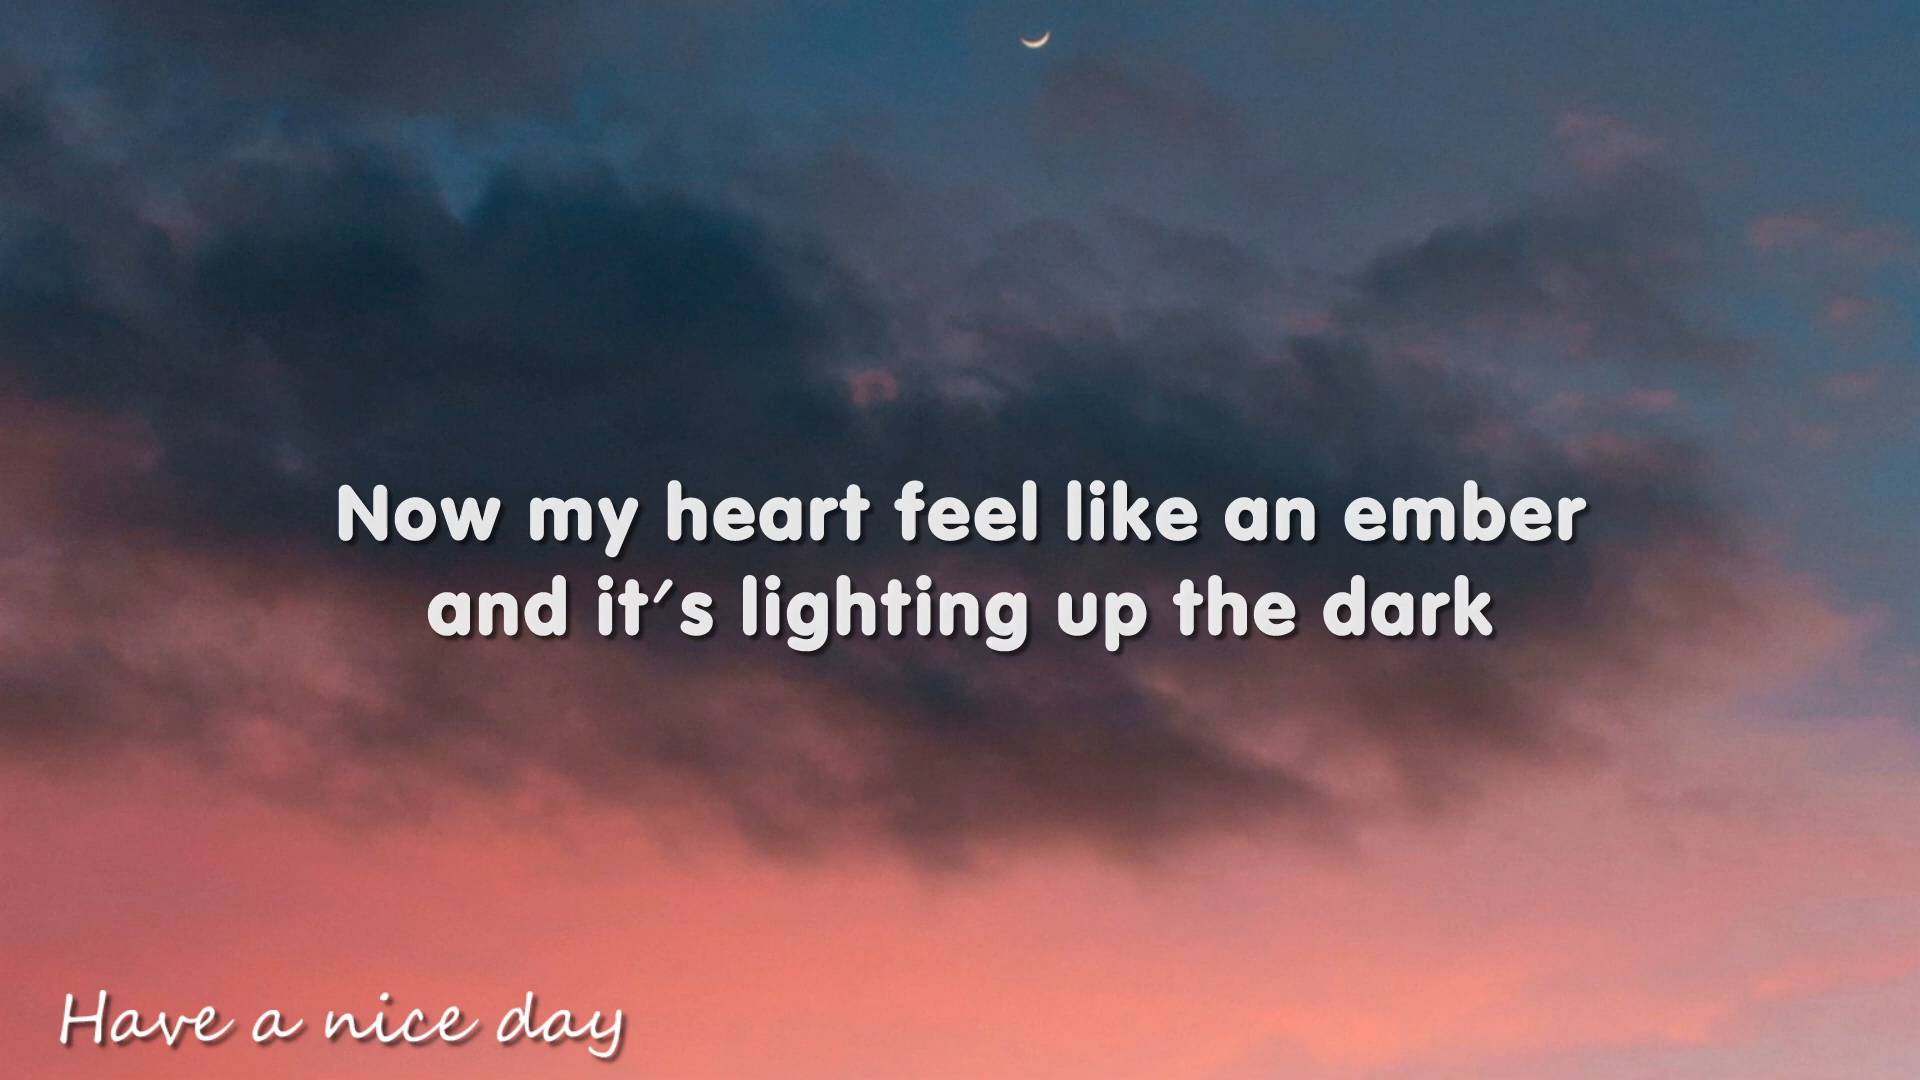 Now my heart feel like an ember
and it's lighting up the dark
Have a nice day